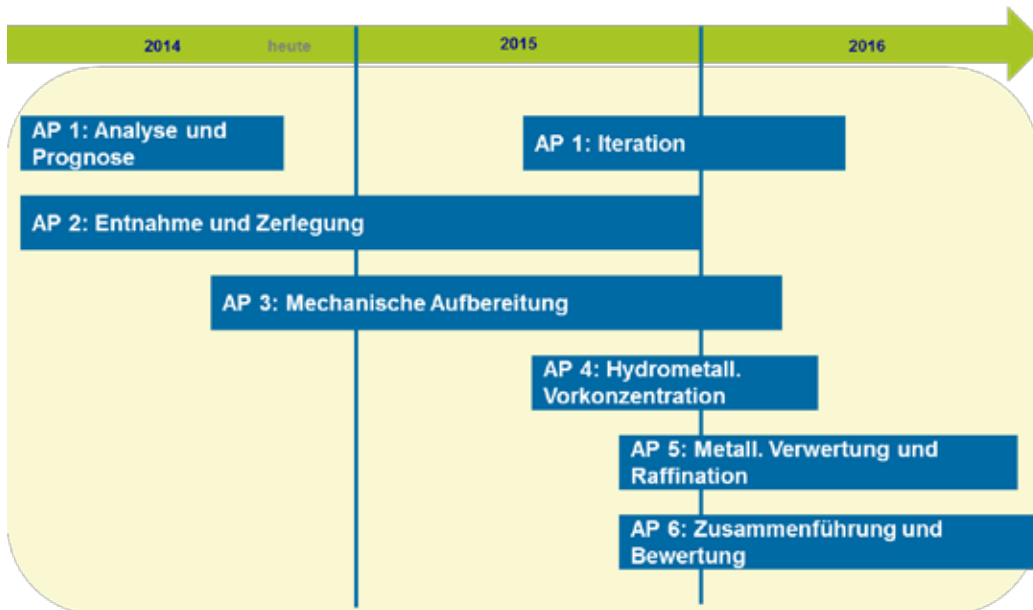 2014 heute 2015 2016
AP 1: Analyse und
Prognose
AP 1: Iteration
AP 2: Entnahme und Zerlegung
AP 3: Mechanische Aufbereitung
AP 4: Hydrometall.
Vorkonzentration
AP 5: Metall. Verwertung und
Raffination
AP 6: Zusammenführung und
Bewertung